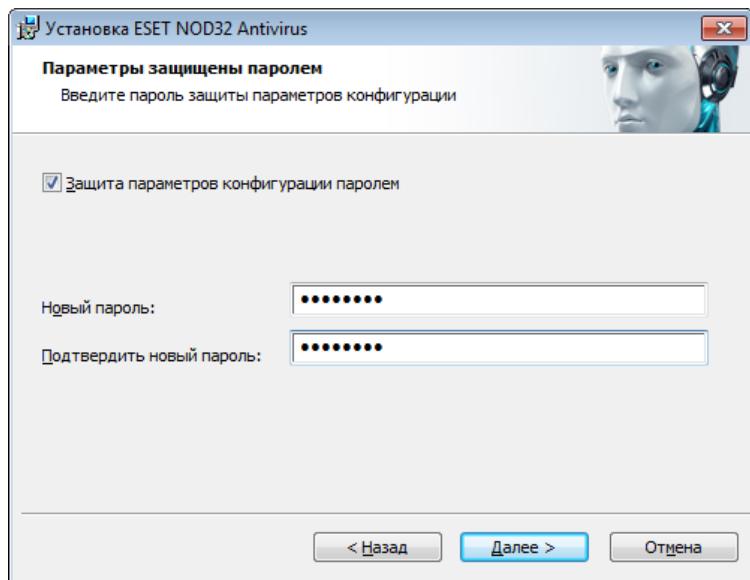 Установка ESET NOD32 Antivirus
Параметры защищены паролем
Введите пароль защиты параметров конфигурации
Защита параметров конфигурации паролем
Новый пароль: ••••••••
Подтвердить новый пароль: ••••••••
< Назад Далее > Отмена